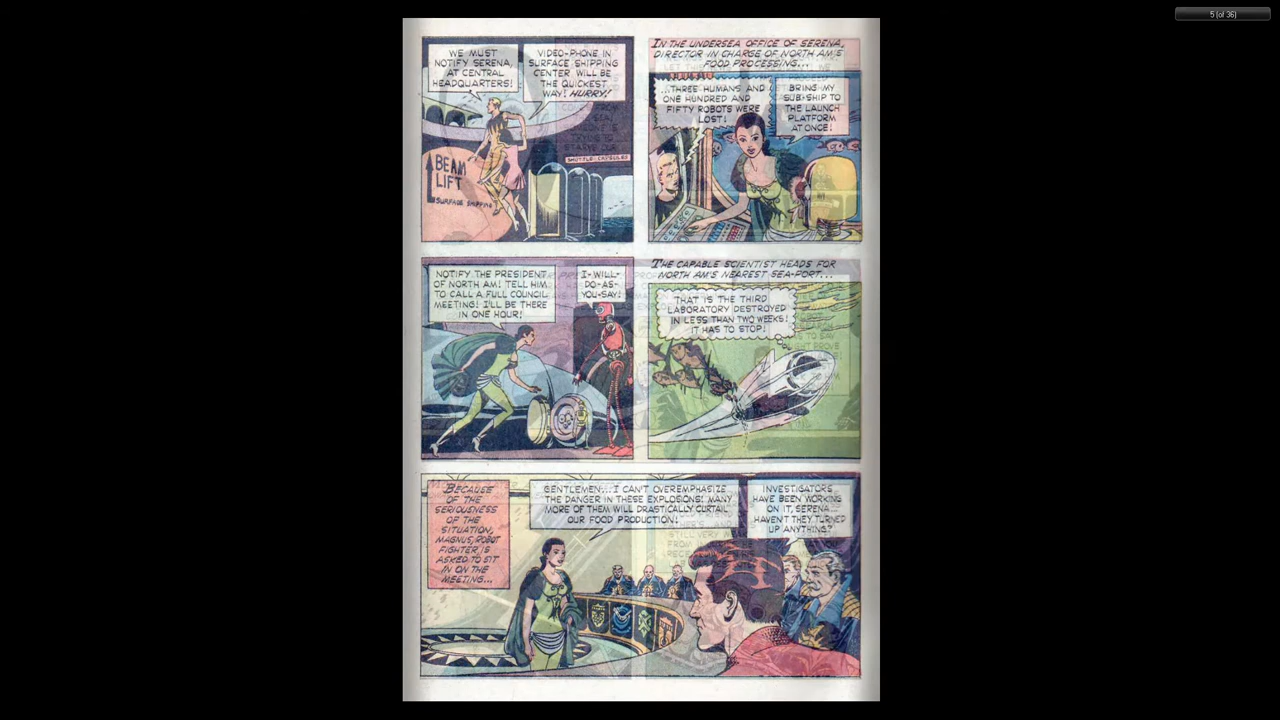 5 (of 36)
WE MUST
NOTIFY SERENA,
AT CENTRAL
HEADQUARTERS!
VIDEO-PHONE IN
SURFACE SHIPPING
CENTER WILL BE
THE QUICKEST
WAY! HURRY!
SHUTTLE CAPSULES
BEAM
LIFT
SURFACE SHIPPING
IN THE UNDERSEA OFFICE OF SERENA,
DIRECTOR IN CHARGE OF NORTH AM'S
FOOD PROCESSING...
...THREE HUMANS AND
ONE HUNDRED AND
FIFTY ROBOTS WERE
LOST!
BRING MY
SUB-SHIP TO
THE LAUNCH
PLATFORM
AT ONCE!
NOTIFY THE PRESIDENT
OF NORTH AM! TELL HIM
TO CALL A FULL COUNCIL
MEETING! I'LL BE THERE
IN ONE HOUR!
I-WILL-
DO-AS-
YOU-SAY!
THE CAPABLE SCIENTIST HEADS FOR
NORTH AM'S NEAREST SEA-PORT...
THAT IS THE THIRD
LABORATORY DESTROYED
IN LESS THAN TWO WEEKS!
IT HAS TO STOP!
BECAUSE
OF THE
SERIOUSNESS
OF THE
SITUATION,
MAGNUS, ROBOT
FIGHTER, IS
ASKED TO SIT
IN ON THE
MEETING...
GENTLEMEN... I CAN'T OVEREMPHASIZE
THE DANGER IN THESE EXPLOSIONS! MANY
MORE OF THEM WILL DRASTICALLY CURTAIL
OUR FOOD PRODUCTION!
INVESTIGATORS
HAVE BEEN WORKING
ON IT, SERENA...
HAVEN'T THEY TURNED
UP ANYTHING?